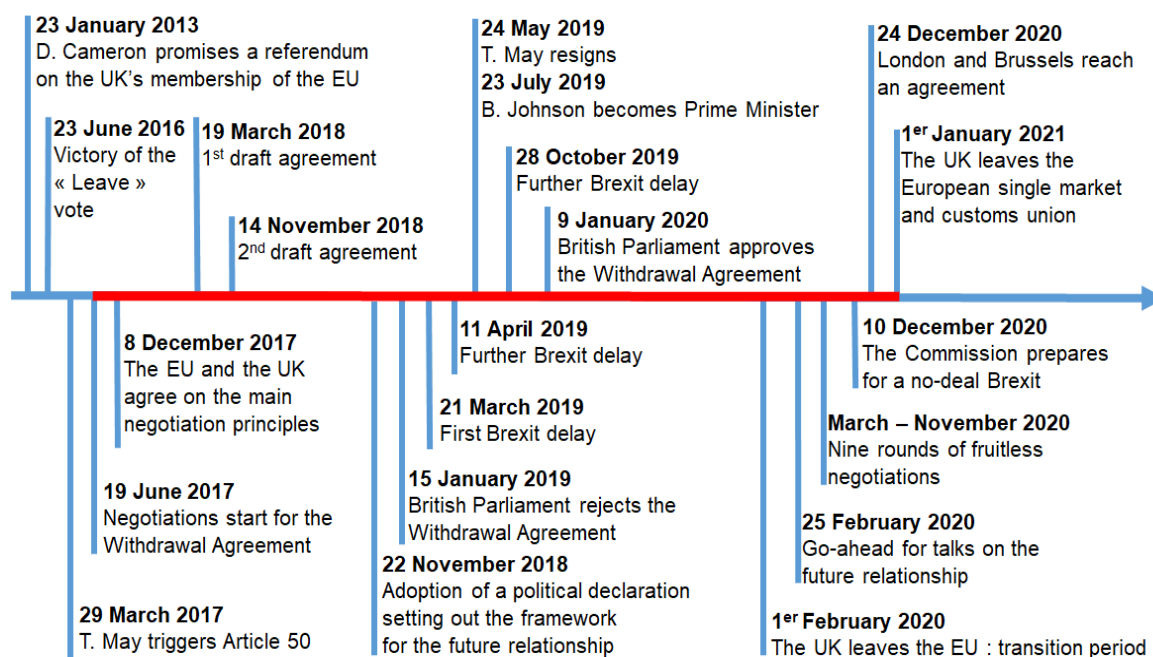 23 January 2013
D. Cameron promises a referendum
on the UK's membership of the EU
23 June 2016
Victory of the
« Leave »
vote
19 March 2018
1st draft agreement
14 November 2018
2nd draft agreement
24 May 2019
T. May resigns
23 July 2019
B. Johnson becomes Prime Minister
28 October 2019
Further Brexit delay
9 January 2020
British Parliament approves
the Withdrawal Agreement
24 December 2020
London and Brussels reach
an agreement
1er January 2021
The UK leaves the
European single market
and customs union
8 December 2017
The EU and the UK
agree on the main
negotiation principles
19 June 2017
Negotiations start for the
Withdrawal Agreement
29 March 2017
T. May triggers Article 50
11 April 2019
Further Brexit delay
21 March 2019
First Brexit delay
15 January 2019
British Parliament rejects the
Withdrawal Agreement
22 November 2018
Adoption of a political declaration
setting out the framework
for the future relationship
10 December 2020
The Commission prepares
for a no-deal Brexit
March – November 2020
Nine rounds of fruitless
negotiations
25 February 2020
Go-ahead for talks on the
future relationship
1er February 2020
The UK leaves the EU : transition period